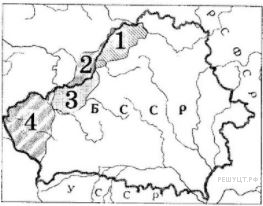 1
2
3
4
Б С С Р
Р С Ф С Р
У С С Р
РЕШУЦТ.РФ